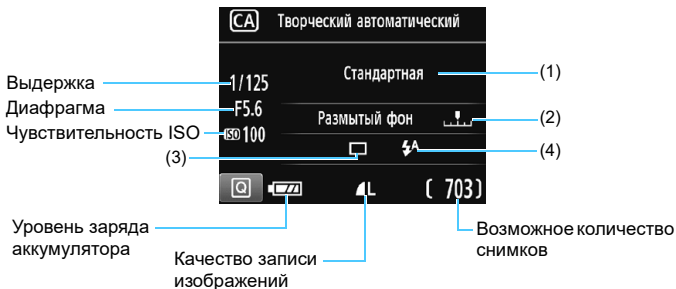 CA Творческий автоматический
Выдержка 1/125 Стандартная (1)
Диафрагма F5.6 Размытый фон (2)
Чувствительность ISO ISO 100
(3) A (4)
Q L ( 703)
Уровень заряда
аккумулятора
Качество записи
изображений
Возможное количество
снимков